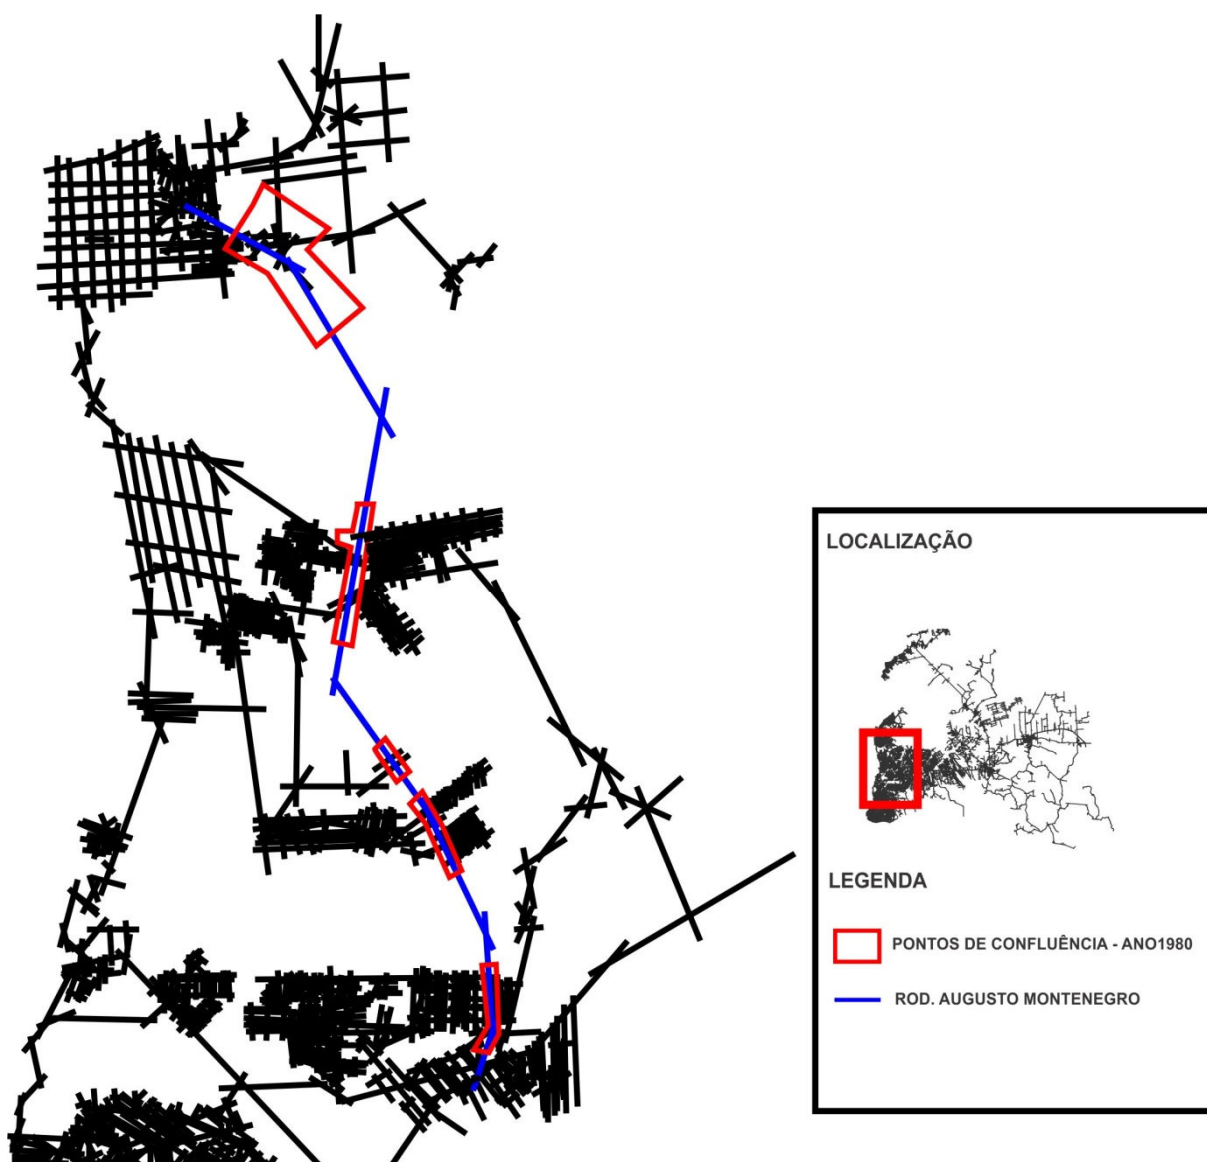 LOCALIZAÇÃO
LEGENDA
PONTOS DE CONFLUÊNCIA - ANO1980
ROD. AUGUSTO MONTENEGRO